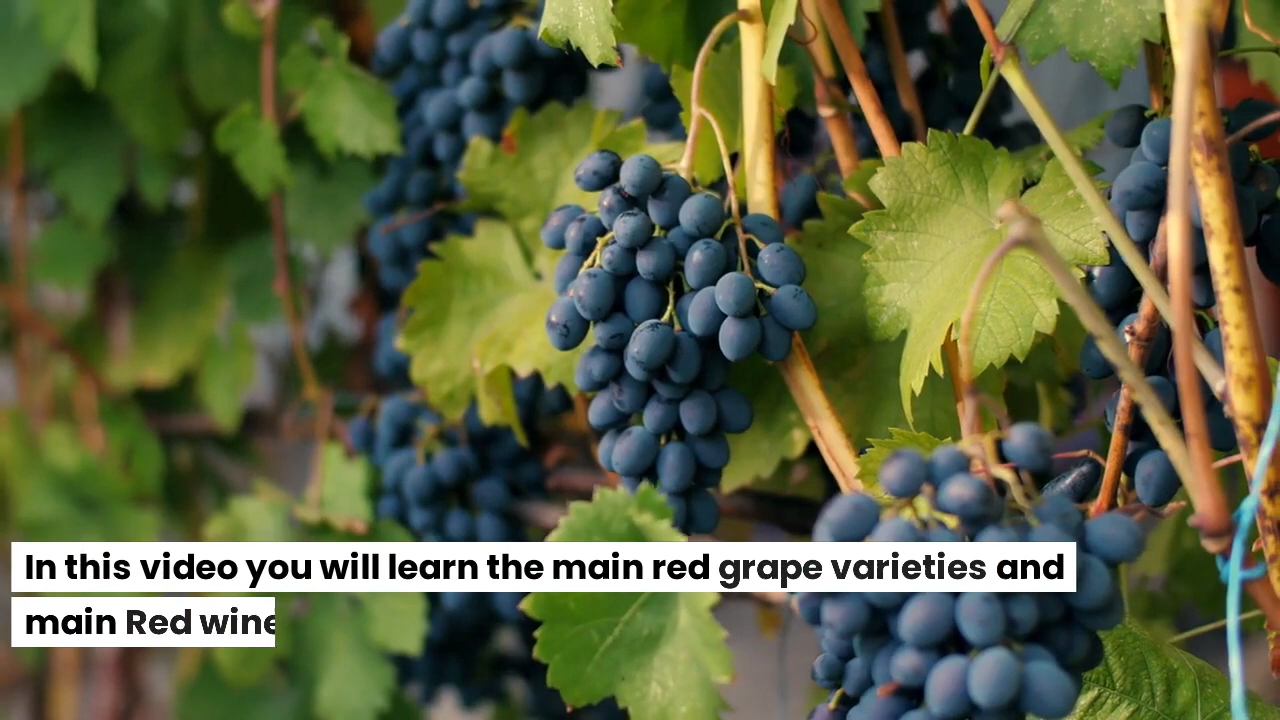 In this video you will learn the main red grape varieties and
main Red wine